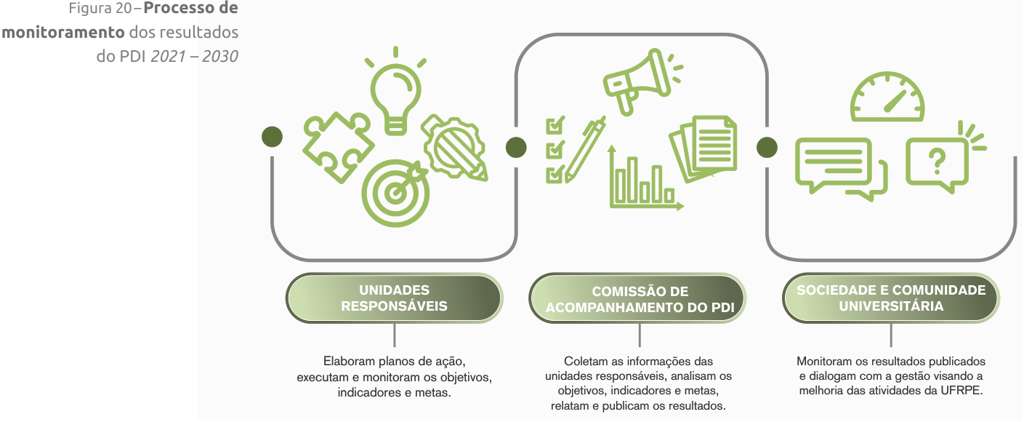 Figura 20 – Processo de
monitoramento dos resultados
do PDI 2021 – 2030
?
UNIDADES
RESPONSÁVEIS
Elaboram planos de ação,
executam e monitoram os objetivos,
indicadores e metas.
COMISSÃO DE
ACOMPANHAMENTO DO PDI
Coletam as informações das
unidades responsáveis, analisam os
objetivos, indicadores e metas,
relatam e publicam os resultados.
SOCIEDADE E COMUNIDADE
UNIVERSITÁRIA
Monitoram os resultados publicados
e dialogam com a gestão visando a
melhoria das atividades da UFRPE.